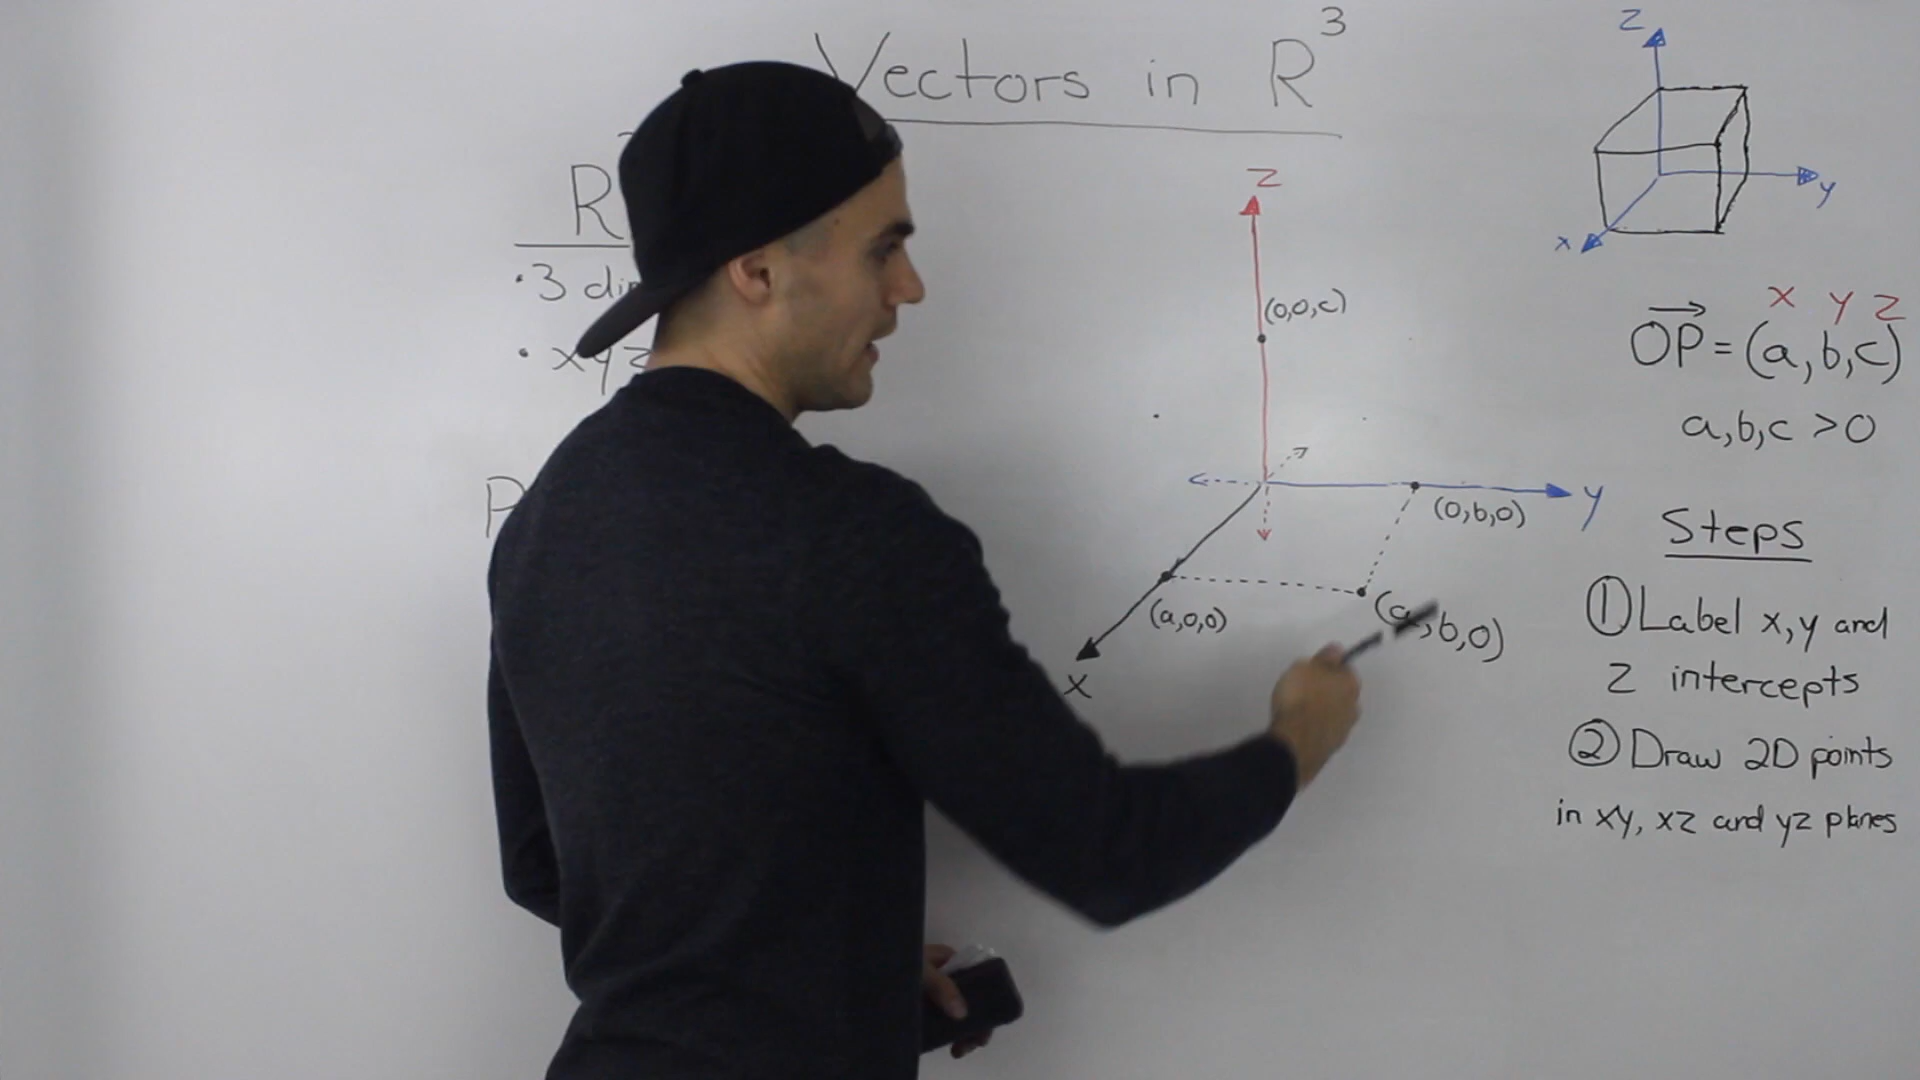 Vectors in R³
R
• 3
• xyz
P
z
(0,0,c)
(0,b,0)
y
(a,0,0)
(a,b,0)
x
z
y
x
x y z
OP = (a,b,c)
a,b,c >0
Steps
① Label x,y and
z intercepts
② Draw 2D points
in xy, xz and yz planes